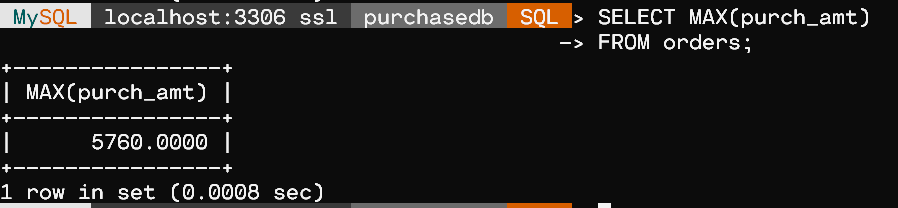 MySQL localhost:3306 ssl purchasedb SQL > SELECT MAX(purch_amt)
-> FROM orders;
+----------------+
| MAX(purch_amt) |
+----------------+
|      5760.0000 |
+----------------+
1 row in set (0.0008 sec)